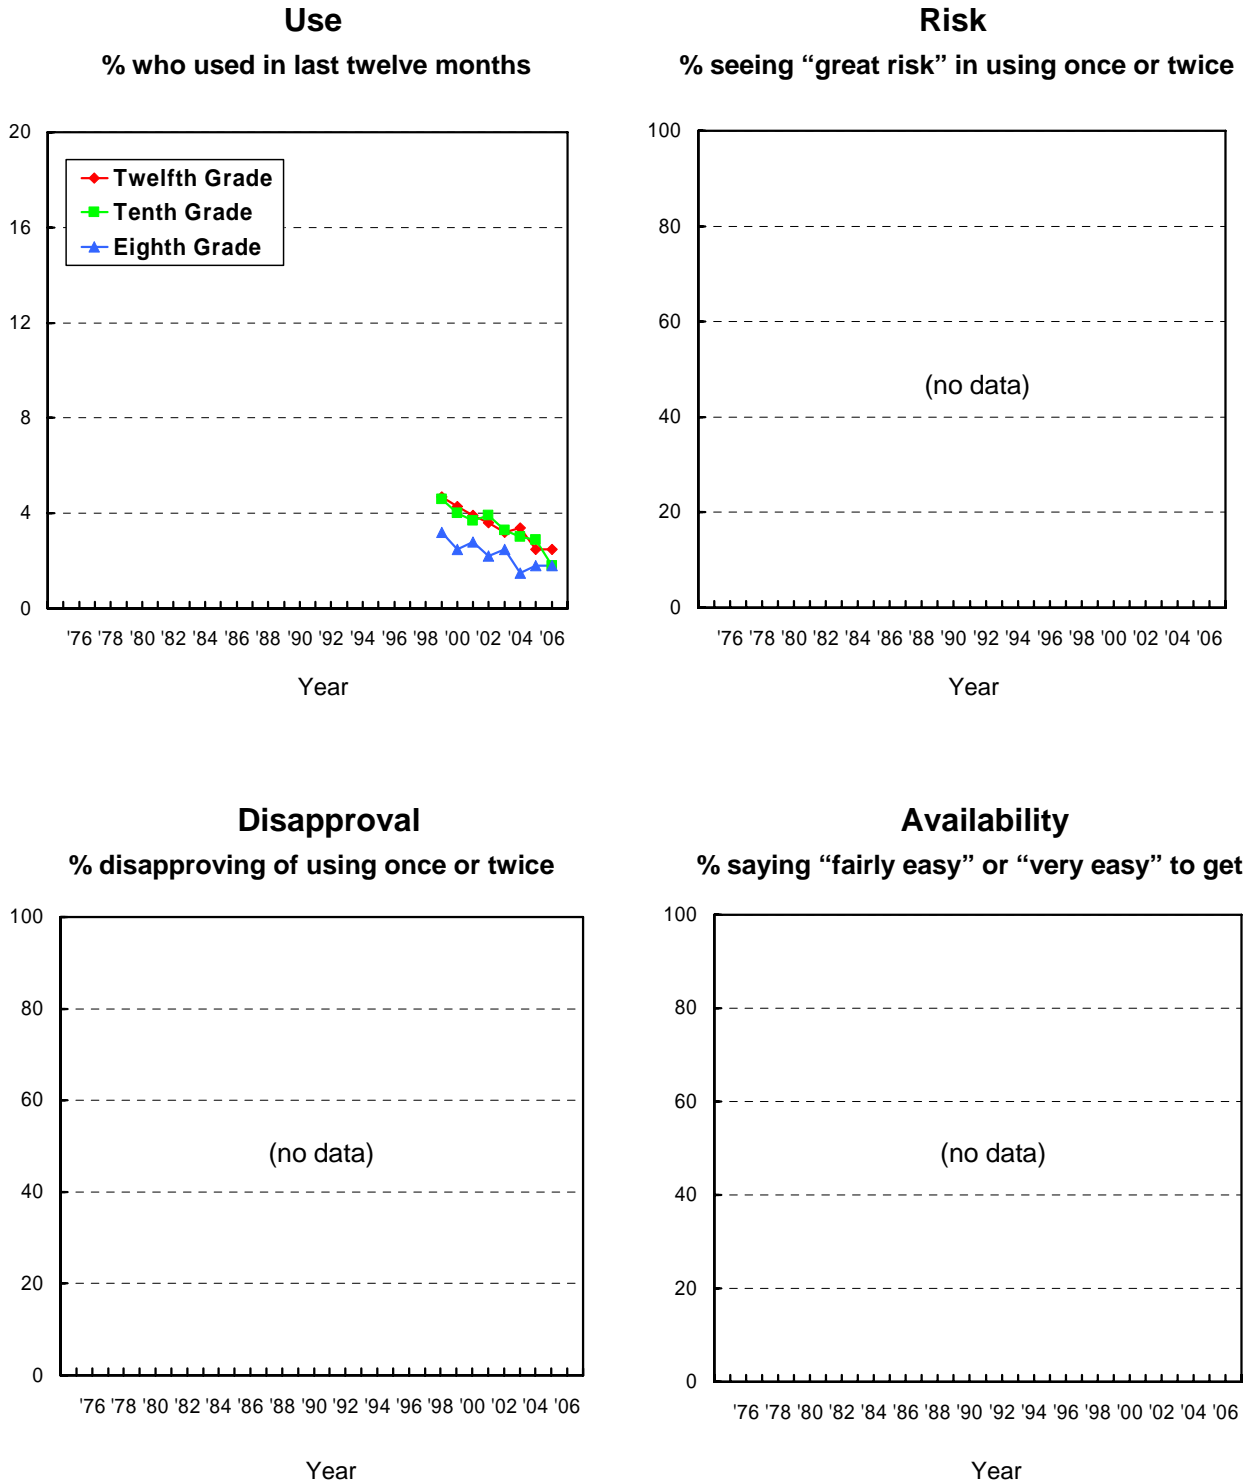 Use
% who used in last twelve months
20
16
12
8
4
0
Twelfth Grade
Tenth Grade
Eighth Grade
'76 '78 '80 '82 '84 '86 '88 '90 '92 '94 '96 '98 '00 '02 '04 '06
Year
Risk
% seeing “great risk” in using once or twice
100
80
60
40
20
0
(no data)
'76 '78 '80 '82 '84 '86 '88 '90 '92 '94 '96 '98 '00 '02 '04 '06
Year
Disapproval
% disapproving of using once or twice
100
80
60
40
20
0
(no data)
'76 '78 '80 '82 '84 '86 '88 '90 '92 '94 '96 '98 '00 '02 '04 '06
Year
Availability
% saying “fairly easy” or “very easy” to get
100
80
60
40
20
0
(no data)
'76 '78 '80 '82 '84 '86 '88 '90 '92 '94 '96 '98 '00 '02 '04 '06
Year